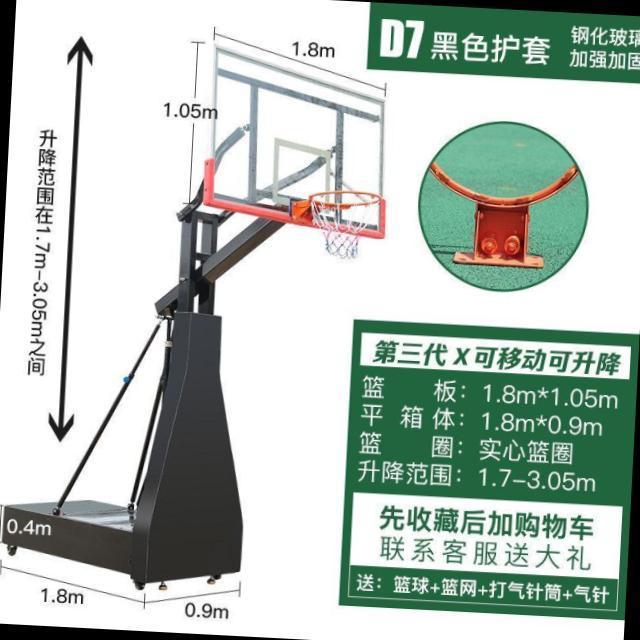 D7 黑色护套
钢化玻璃
加强加固
1.8m
1.05m
升降范围在1.7m-3.05m之间
0.4m
1.8m
0.9m
第三代 X可移动可升降
篮 板：1.8m*1.05m
平 箱 体：1.8m*0.9m
篮 圈：实心篮圈
升降范围：1.7-3.05m
先收藏后加购物车
联系客服送大礼
送：篮球+篮网+打气针筒+气针